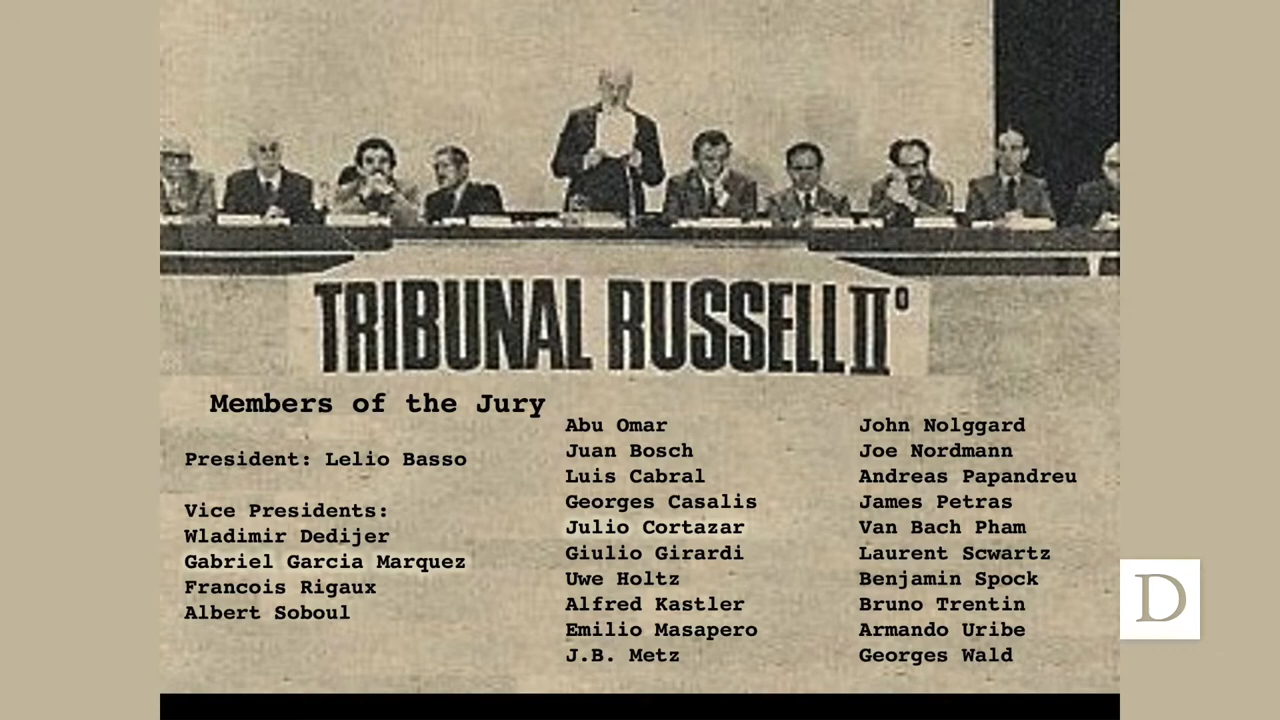 TRIBUNAL RUSSELL IIº
Members of the Jury
President: Lelio Basso
Vice Presidents:
Wladimir Dedijer
Gabriel Garcia Marquez
Francois Rigaux
Albert Soboul
Abu Omar
Juan Bosch
Luis Cabral
Georges Casalis
Julio Cortazar
Giulio Girardi
Uwe Holtz
Alfred Kastler
Emilio Masapero
J.B. Metz
John Nolggard
Joe Nordmann
Andreas Papandreu
James Petras
Van Bach Pham
Laurent Scwartz
Benjamin Spock
Bruno Trentin
Armando Uribe
Georges Wald
D